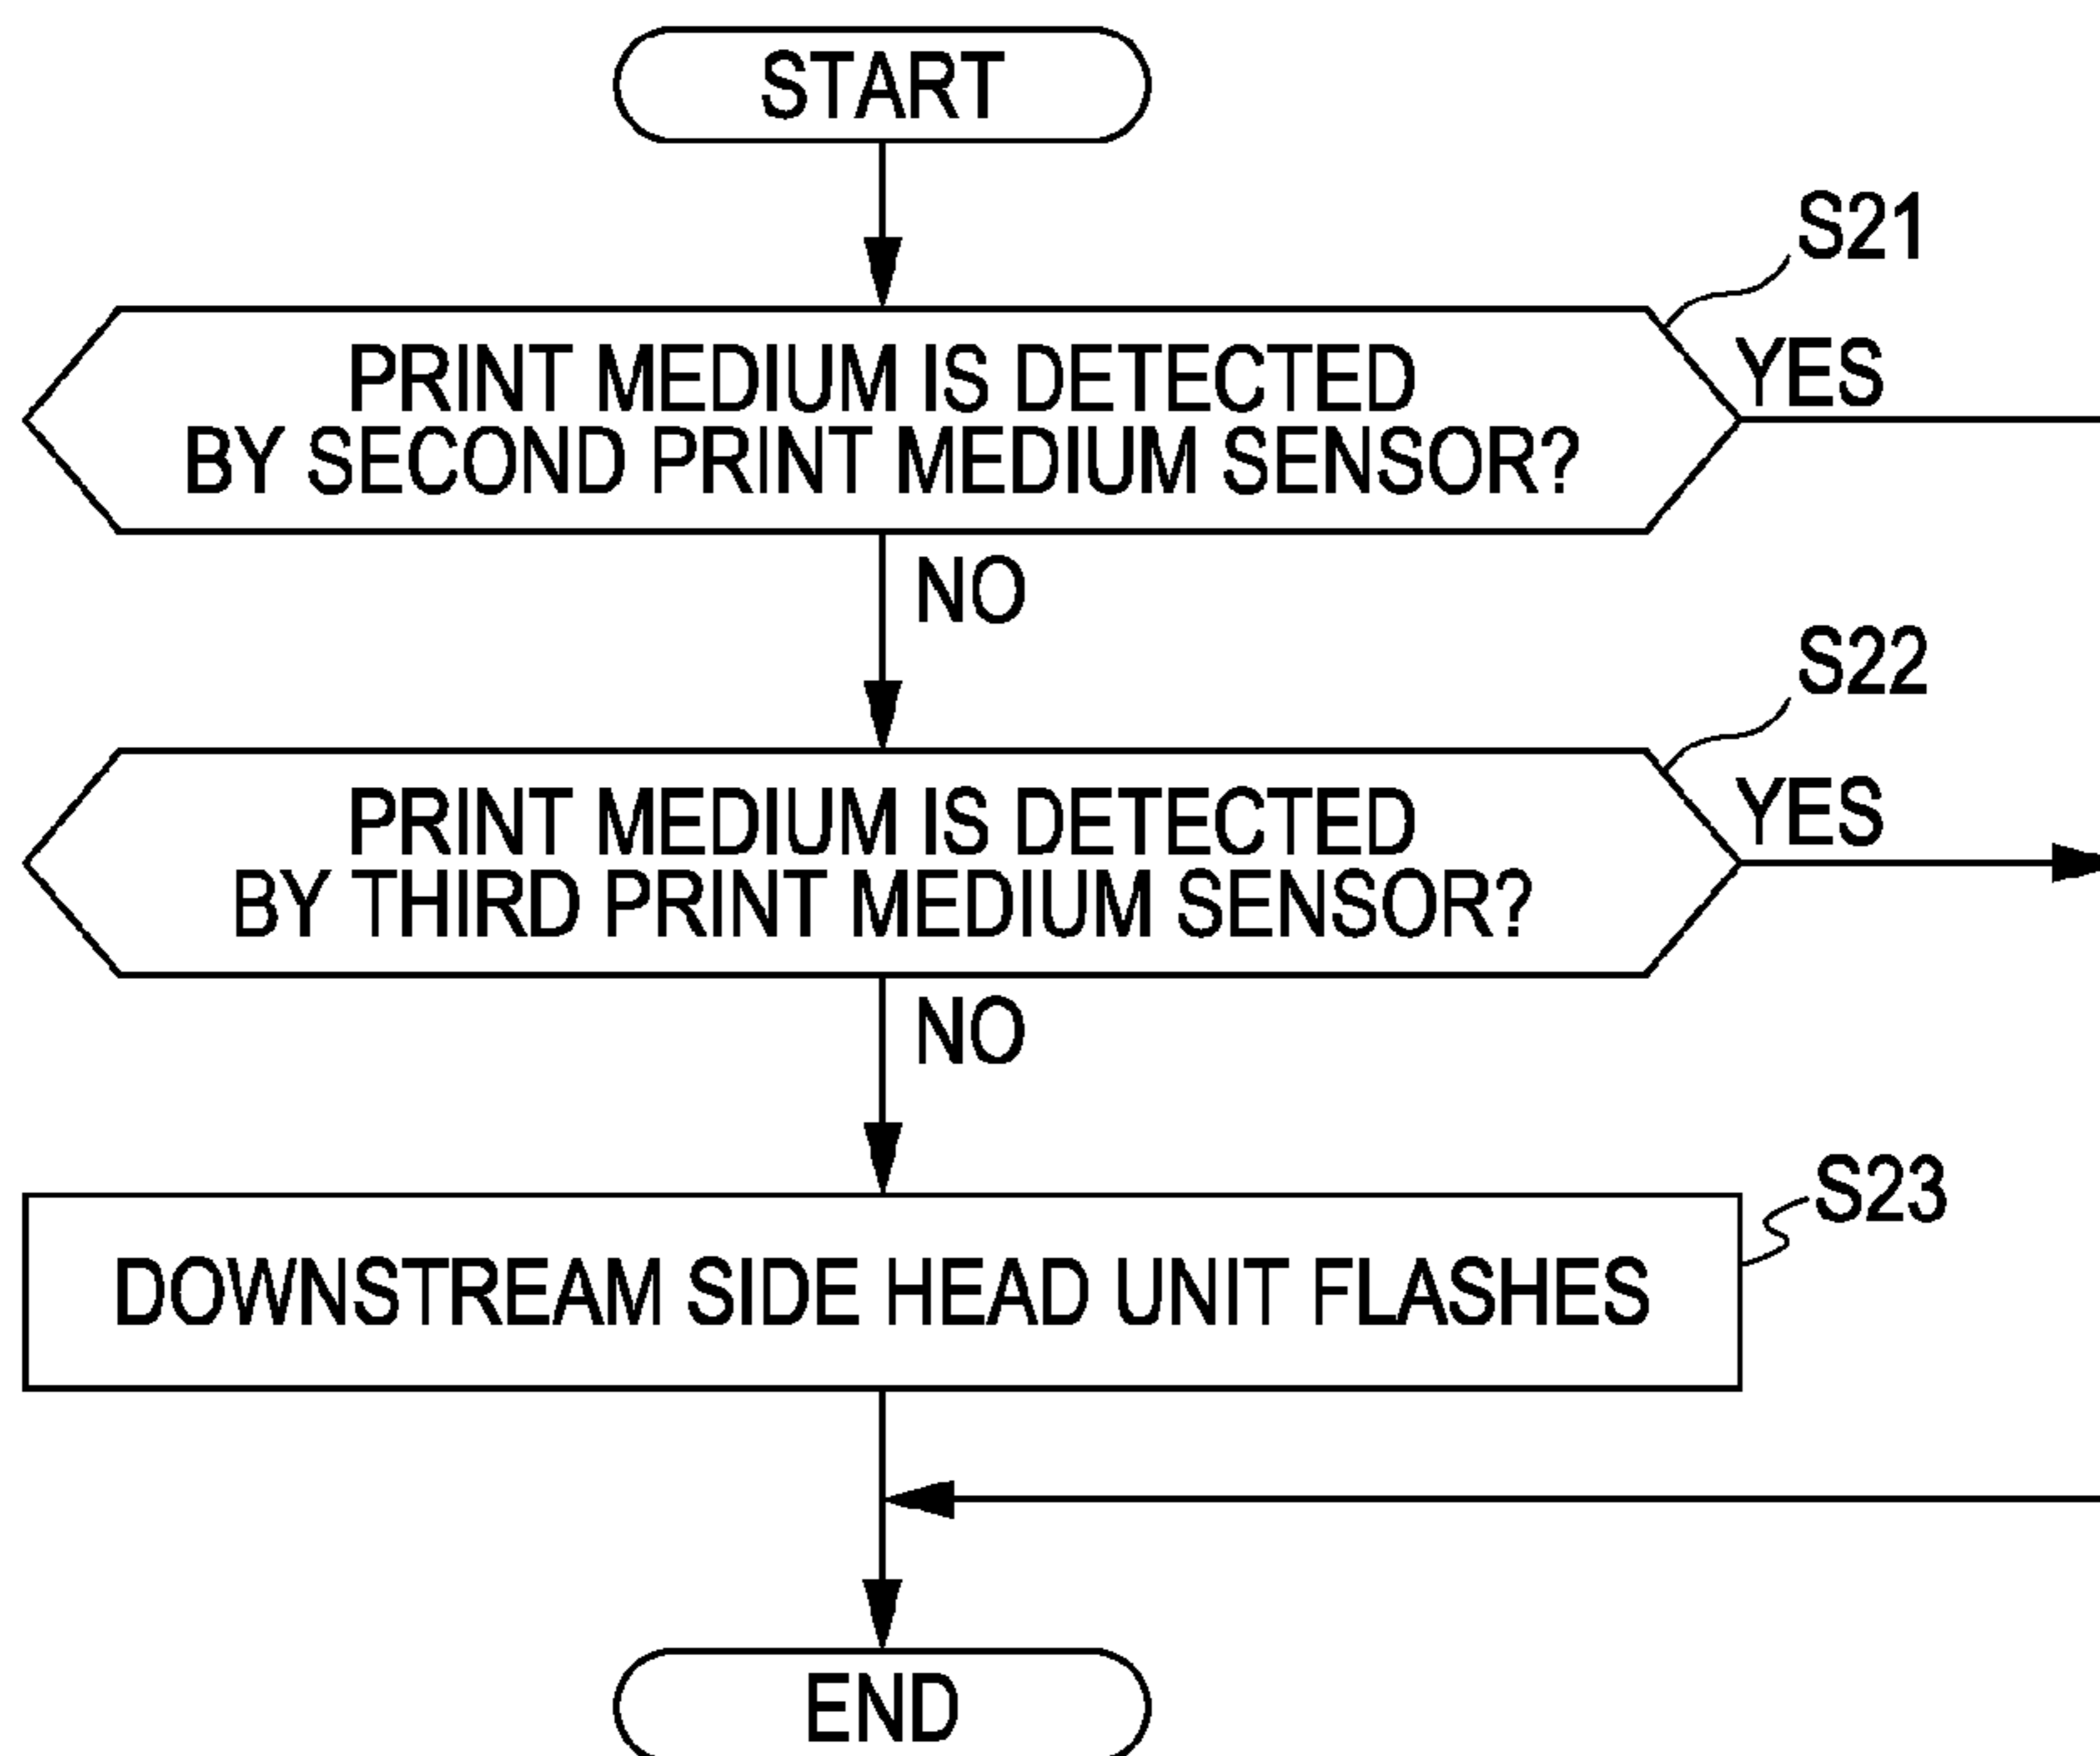 START
S21
PRINT MEDIUM IS DETECTED
BY SECOND PRINT MEDIUM SENSOR?
YES
NO
S22
PRINT MEDIUM IS DETECTED
BY THIRD PRINT MEDIUM SENSOR?
YES
NO
S23
DOWNSTREAM SIDE HEAD UNIT FLASHES
END